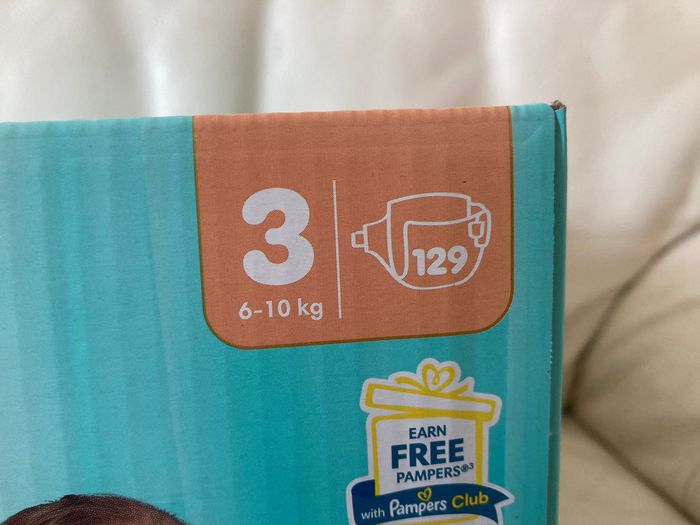 3
6-10 kg
129
EARN
FREE
PAMPERS®³
with Pampers Club